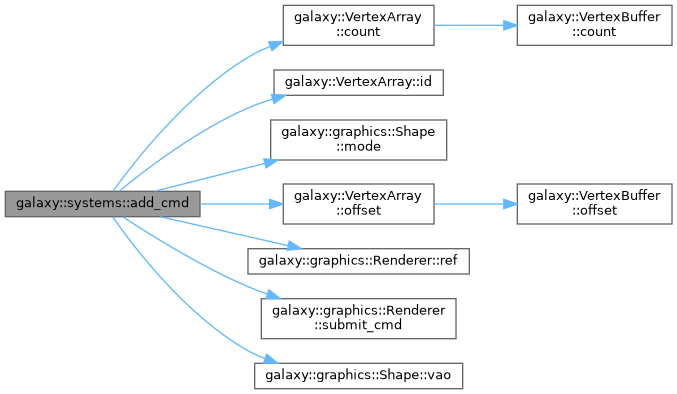 galaxy::VertexArray
::count
galaxy::VertexBuffer
::count
galaxy::VertexArray::id
galaxy::graphics::Shape
::mode
galaxy::systems::add_cmd
galaxy::VertexArray
::offset
galaxy::VertexBuffer
::offset
galaxy::graphics::Renderer::ref
galaxy::graphics::Renderer
::submit_cmd
galaxy::graphics::Shape::vao